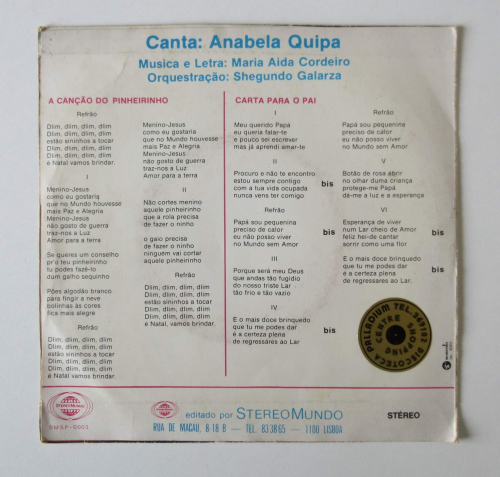 Canta: Anabela Quipa
Musica e Letra: Maria Aida Cordeiro
Orquestração: Shegundo Galarza
A CANÇÃO DO PINHEIRINHO
Refrão
Dlim, dlim, dlim, dlim
Dlim, dlim, dlim, dlim
estão sininhos a tocar
Dlim, dlim, dlim, dlim
Dlim, dlim, dlim, dlim
é Natal vamos brindar.
I
Menino-Jesus
como eu gostaria
que no Mundo houvesse
mais Paz e Alegria
Menino-Jesus
não gosto de guerra
traz-nos a Luz
Amor para a terra
Se queres um conselho
pr'o teu pinheirinho
tu podes fazê-lo
dum galho sequinho
Pões algodão branco
para fingir a neve
bolinhas às cores
fica mais alegre
Refrão
Dlim, dlim, dlim, dlim
Dlim, dlim, dlim, dlim
estão sininhos a tocar
Dlim, dlim, dlim, dlim
Dlim, dlim, dlim, dlim
é Natal vamos brindar
Menino-Jesus
como eu gostaria
que no Mundo houvesse
mais Paz e Alegria
Menino-Jesus
não gosto de guerra
traz-nos a Luz
Amor para a terra
II
Não cortes menino
aquele pinheirinho
que a rola precisa
de fazer o ninho
o gaio precisa
de fazer o ninho
ninguém vai cortar
aquele pinheirinho
Refrão
Dlim, dlim, dlim, dlim
Dlim, dlim, dlim, dlim
estão sininhos a tocar
Dlim, dlim, dlim, dlim
Dlim, dlim, dlim, dlim
é Natal vamos brindar
CARTA PARA O PAI
I
Meu querido Papá
eu queria falar-te
e pouco sei escrever
mas já aprendi amar-te
II
Procuro e não te encontro
estou sempre contigo
com a tua vida ocupada
nunca vens ter comigo
bis
Refrão
Papá sou pequenina
preciso de calor
eu não posso viver
no Mundo sem Amor
bis
III
Porque será meu Deus
que andas tão fugidio
do nosso triste Lar
tão frio e tão vazio
IV
E o mais doce brinquedo
que tu me podes dar
é a certeza plena
de regressares ao Lar
bis
Refrão
Papá sou pequenina
preciso de calor
eu não posso viver
no Mundo sem Amor
V
Botão de rosa abrir
no olhar duma criança
protege-me Papá
dá-me a luz e a esperança
VI
Esperança de viver
num Lar cheio de Amor
feliz hei-de cantar
sorrir como uma flor
bis
E o mais doce brinquedo
que tu me podes dar
é a certeza plena
de regressáres ao Lar.
bis
DISCOTECA PALLADIUM TEL.
CENTRE SHOPPING
STEREOMUNDO
SMSP-5003
editado por STEREOMUNDO
RUA DE MACAU, 8-18 B — TEL. 83 38 65 — 1100 LISBOA
STÉREO